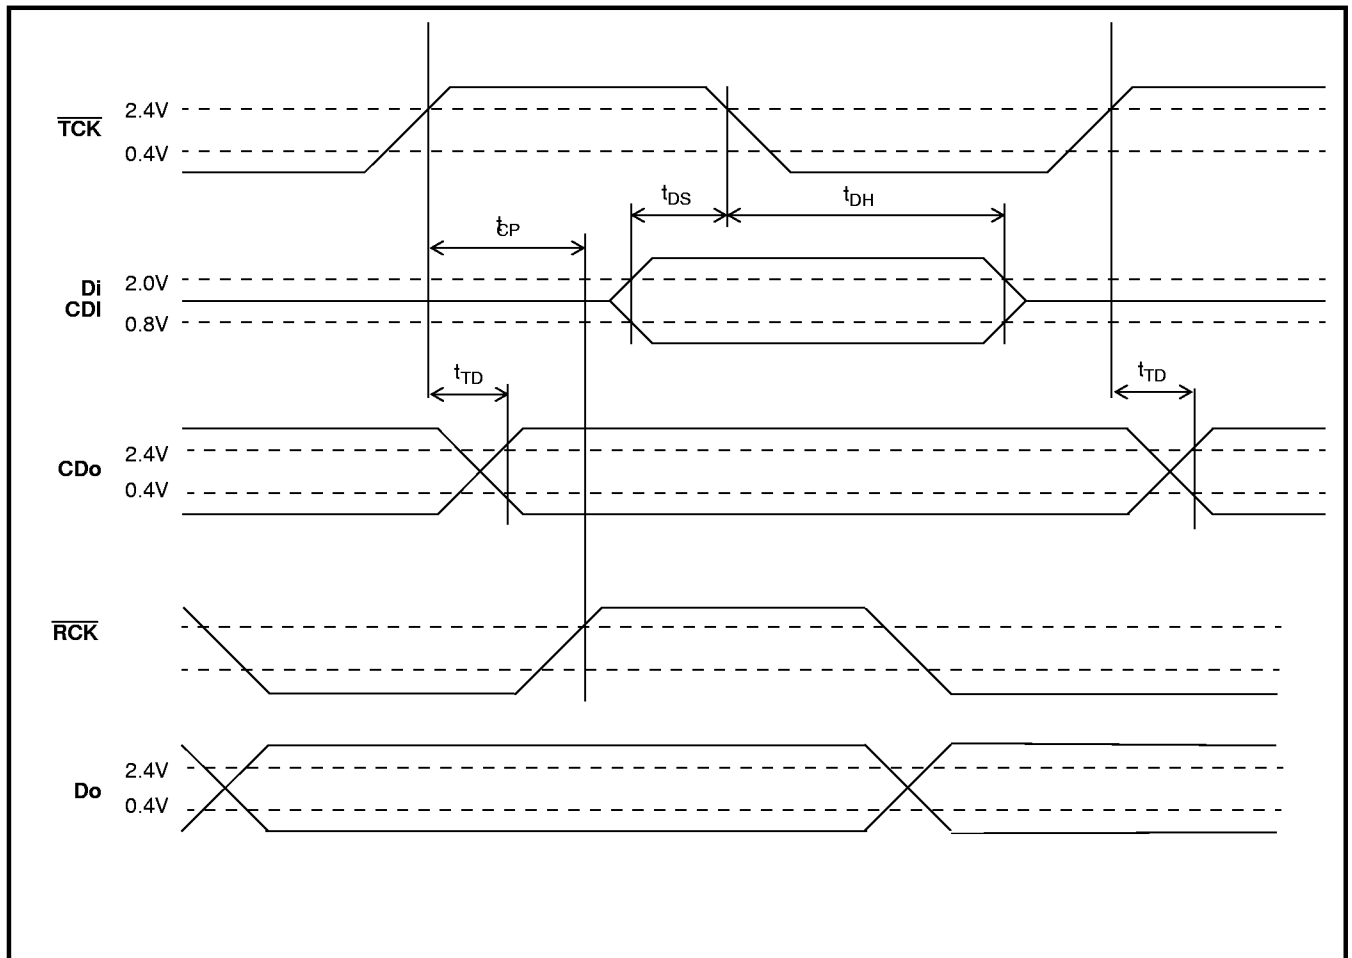 2.4V
TCK
0.4V
tDS
tDH
tCP
Di
2.0V
CDI
0.8V
tTD
tTD
2.4V
CDo
0.4V
RCK
2.4V
Do
0.4V